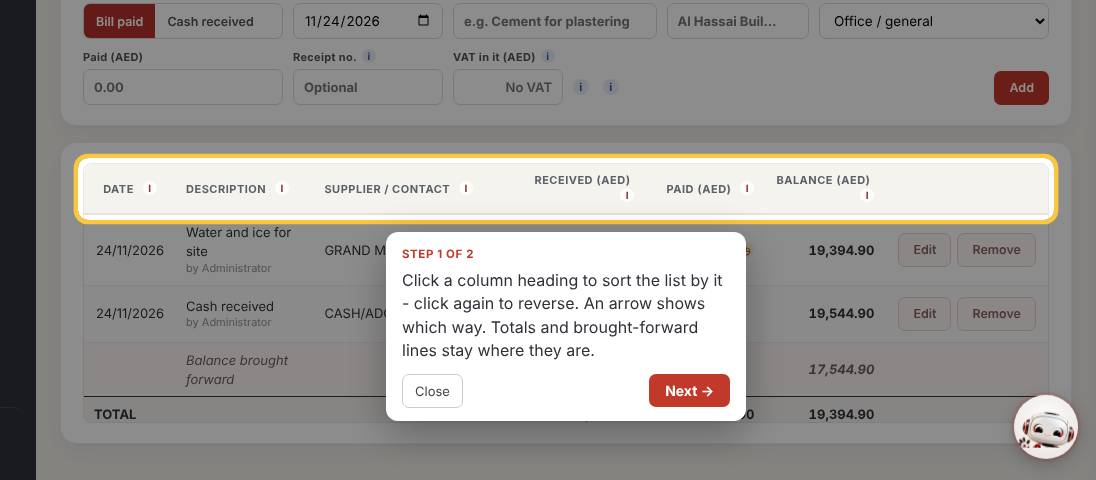 Bill paid Cash received 11/24/2026 e.g. Cement for plastering Al Hassai Buil... Office / general
Paid (AED) Receipt no. i VAT in it (AED) i
0.00 Optional No VAT i i Add
DATE I DESCRIPTION I SUPPLIER / CONTACT I RECEIVED (AED) I PAID (AED) I BALANCE (AED) I
24/11/2026 Water and ice for site GRAND 19,394.90 Edit Remove
by Administrator
24/11/2026 Cash received 19,544.90 Edit Remove
by Administrator
Balance brought forward 17,544.90
TOTAL 19,394.90
STEP 1 OF 2
Click a column heading to sort the list by it
- click again to reverse. An arrow shows
which way. Totals and brought-forward
lines stay where they are.
Close Next →